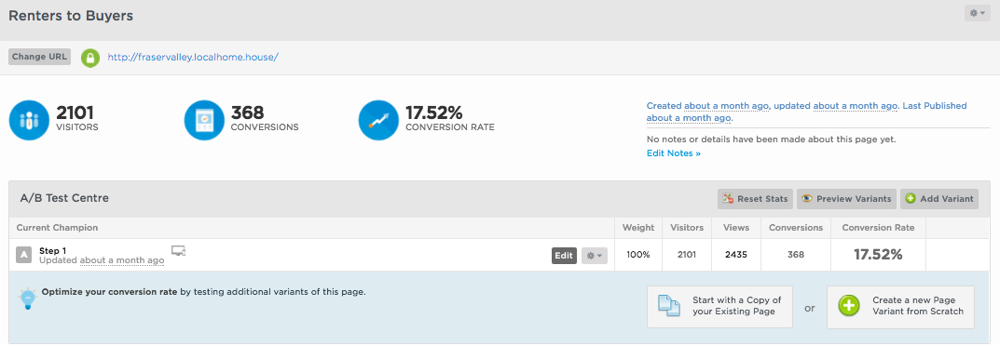 Renters to Buyers
Change URL
http://fraservalley.localhome.house/
2101
VISITORS
368
CONVERSIONS
17.52%
CONVERSION RATE
Created about a month ago, updated about a month ago. Last Published
about a month ago.
No notes or details have been made about this page yet.
Edit Notes »
A/B Test Centre
Reset Stats Preview Variants Add Variant
Current Champion Weight Visitors Views Conversions Conversion Rate
A Step 1 Edit 100% 2101 2435 368 17.52%
Updated about a month ago
Optimize your conversion rate by testing additional variants of this page.
Start with a Copy of
your Existing Page
or
Create a new Page
Variant from Scratch